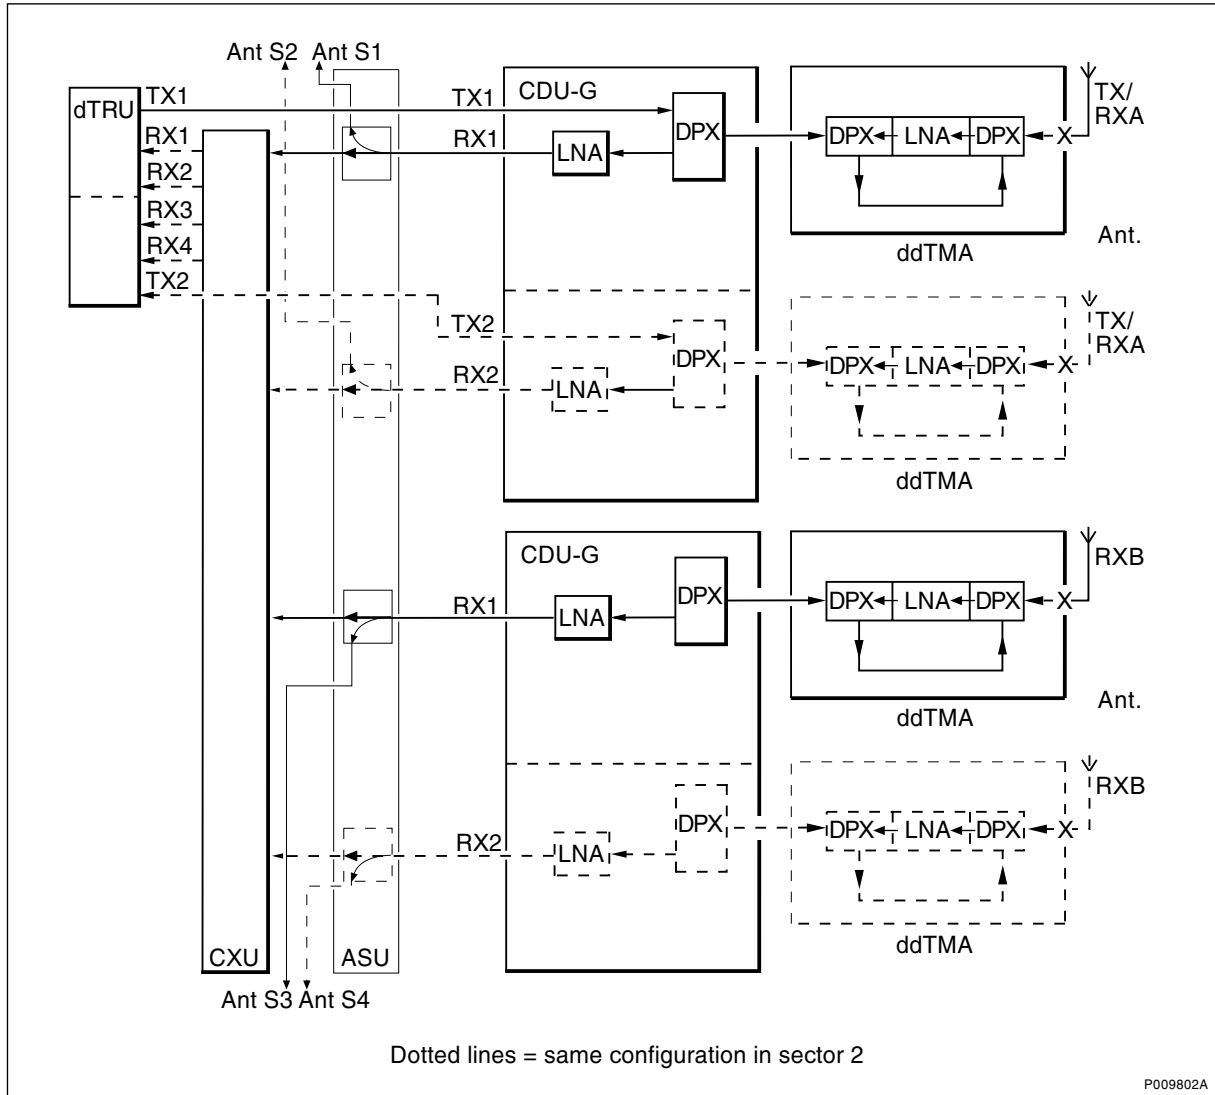 Ant S2 Ant S1
dTRU
TX1
RX1
RX2
RX3
RX4
TX2
CXU
ASU
TX1
RX1
CDU-G
DPX
LNA
DPX LNA DPX X
TX/
RXA
Ant.
ddTMA
TX2
RX2
DPX
LNA
DPX LNA DPX X
TX/
RXA
ddTMA
CDU-G
RX1
DPX
LNA
DPX LNA DPX X
RXB
Ant.
ddTMA
RX2
DPX
LNA
DPX LNA DPX X
RXB
ddTMA
Ant S3 Ant S4
Dotted lines = same configuration in sector 2
P009802A